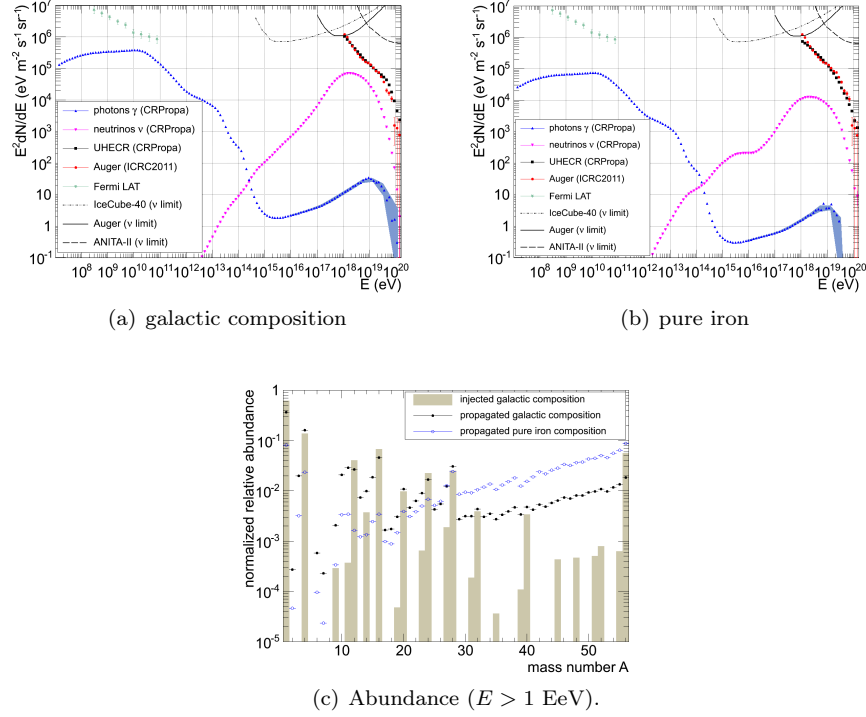 E²dN/dE (eV m⁻² s⁻¹ sr⁻¹)
10⁷
10⁶
10⁵
10⁴
10³
10²
10
1
10⁻¹
photons γ (CRPropa)
neutrinos ν (CRPropa)
UHECR (CRPropa)
Auger (ICRC2011)
Fermi LAT
IceCube-40 (ν limit)
Auger (ν limit)
ANITA-II (ν limit)
10⁸ 10⁹ 10¹⁰ 10¹¹ 10¹² 10¹³ 10¹⁴ 10¹⁵ 10¹⁶ 10¹⁷ 10¹⁸ 10¹⁹ 10²⁰
E (eV)
(a) galactic composition
E²dN/dE (eV m⁻² s⁻¹ sr⁻¹)
10⁷
10⁶
10⁵
10⁴
10³
10²
10
1
10⁻¹
photons γ (CRPropa)
neutrinos ν (CRPropa)
UHECR (CRPropa)
Auger (ICRC2011)
Fermi LAT
IceCube-40 (ν limit)
Auger (ν limit)
ANITA-II (ν limit)
10⁸ 10⁹ 10¹⁰ 10¹¹ 10¹² 10¹³ 10¹⁴ 10¹⁵ 10¹⁶ 10¹⁷ 10¹⁸ 10¹⁹ 10²⁰
E (eV)
(b) pure iron
normalized relative abundance
1
10⁻¹
10⁻²
10⁻³
10⁻⁴
10⁻⁵
injected galactic composition
propagated galactic composition
propagated pure iron composition
10 20 30 40 50
mass number A
(c) Abundance (E > 1 EeV).